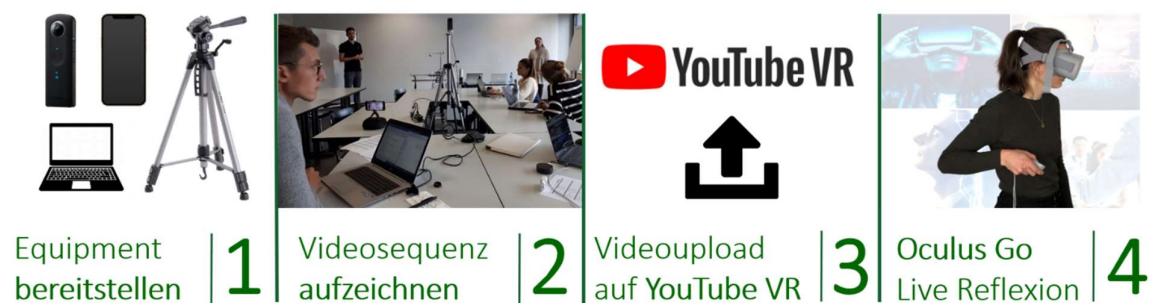 YouTube VR
Equipment
bereitstellen
1
Videosequenz
aufzeichnen
2
Videoupload
auf YouTube VR
3
Oculus Go
Live Reflexion
4